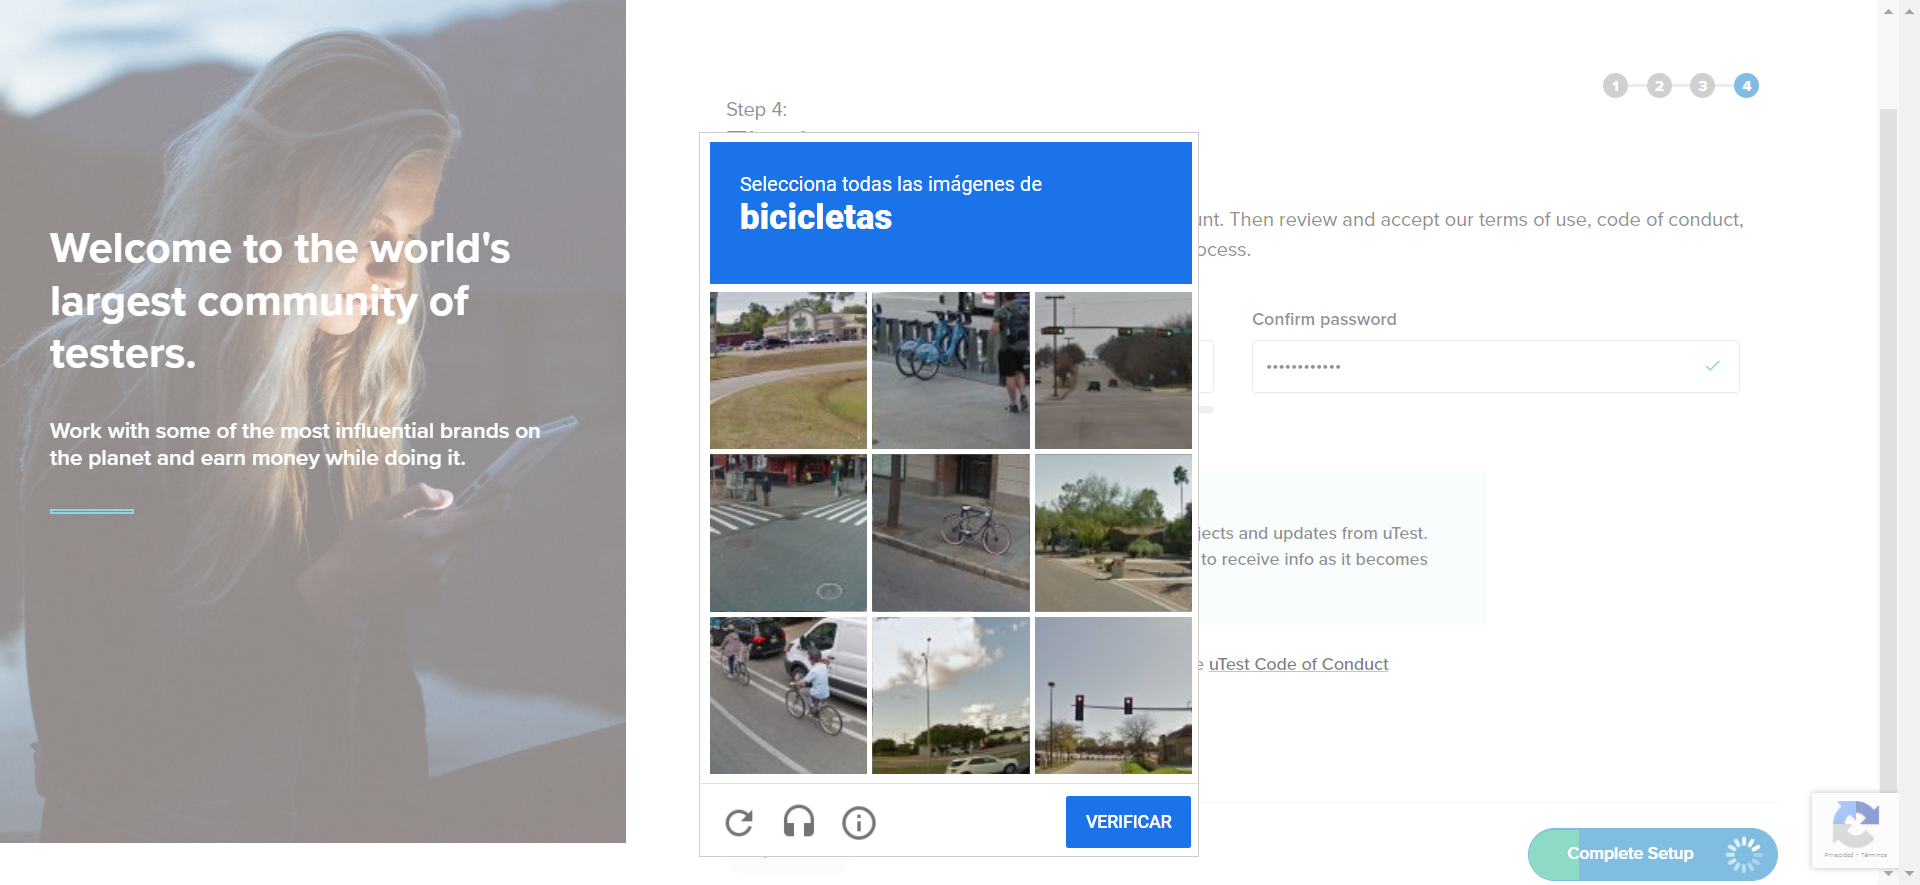 Welcome to the world's
largest community of
testers.
Work with some of the most influential brands on
the planet and earn money while doing it.
1 2 3 4
Step 4:
Selecciona todas las imágenes de
bicicletas
unt. Then review and accept our terms of use, code of conduct,
ocess.
Confirm password
jects and updates from uTest.
to receive info as it becomes
e uTest Code of Conduct
VERIFICAR
Complete Setup
Privacidad - Términos